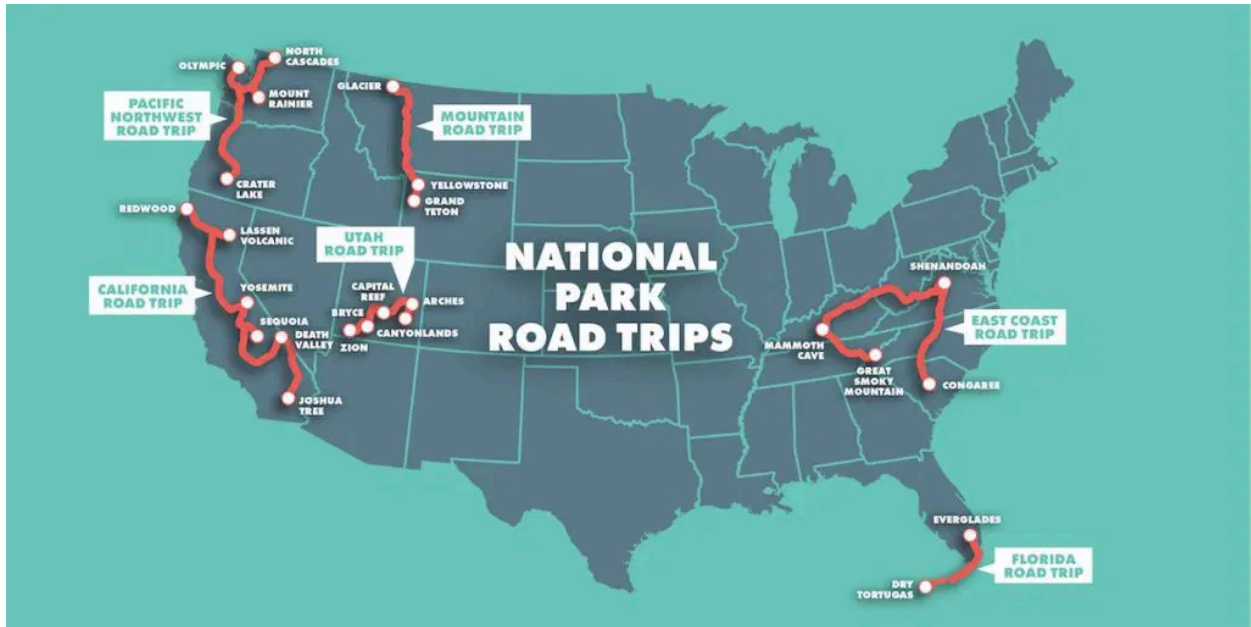 NORTH
CASCADES
OLYMPIC
MOUNT
RAINIER
PACIFIC
NORTHWEST
ROAD TRIP
CRATER
LAKE
GLACIER
MOUNTAIN
ROAD TRIP
YELLOWSTONE
GRAND
TETON
REDWOOD
LASSEN
VOLCANIC
CALIFORNIA
ROAD TRIP
YOSEMITE
SEQUOIA
DEATH
VALLEY
JOSHUA
TREE
UTAH
ROAD TRIP
CAPITAL
REEF
ARCHES
BRYCE
CANYONLANDS
ZION
NATIONAL
PARK
ROAD TRIPS
SHENANDOAH
EAST COAST
ROAD TRIP
MAMMOTH
CAVE
GREAT
SMOKY
MOUNTAIN
CONGAREE
EVERGLADES
FLORIDA
ROAD TRIP
DRY
TORTUGAS